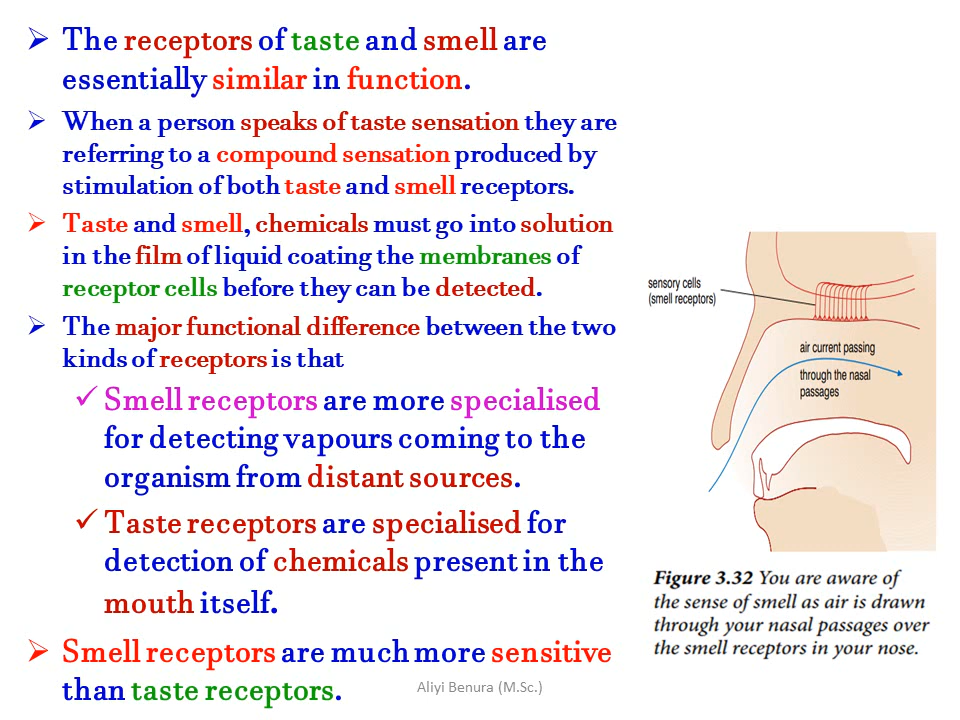 ➢ The receptors of taste and smell are
essentially similar in function.
➢ When a person speaks of taste sensation they are
referring to a compound sensation produced by
stimulation of both taste and smell receptors.
➢ Taste and smell, chemicals must go into solution
in the film of liquid coating the membranes of
receptor cells before they can be detected.
➢ The major functional difference between the two
kinds of receptors is that
✓ Smell receptors are more specialised
for detecting vapours coming to the
organism from distant sources.
✓ Taste receptors are specialised for
detection of chemicals present in the
mouth itself.
➢ Smell receptors are much more sensitive
than taste receptors.
sensory cells
(smell receptors)
air current passing
through the nasal
passages
Figure 3.32 You are aware of
the sense of smell as air is drawn
through your nasal passages over
the smell receptors in your nose.
Aliyi Benura (M.Sc.)